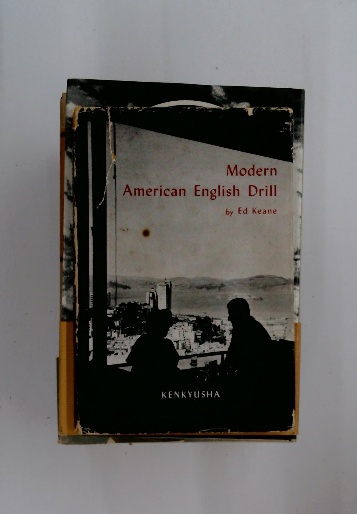 Modern
American English Drill
by Ed Keane
KENKYUSHA